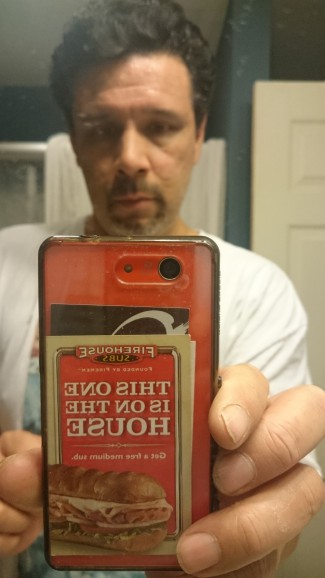 FIREHOUSE
SUBS
FOUNDED BY FIREMEN
THIS ONE
IS ON THE
HOUSE
Get a free medium sub.